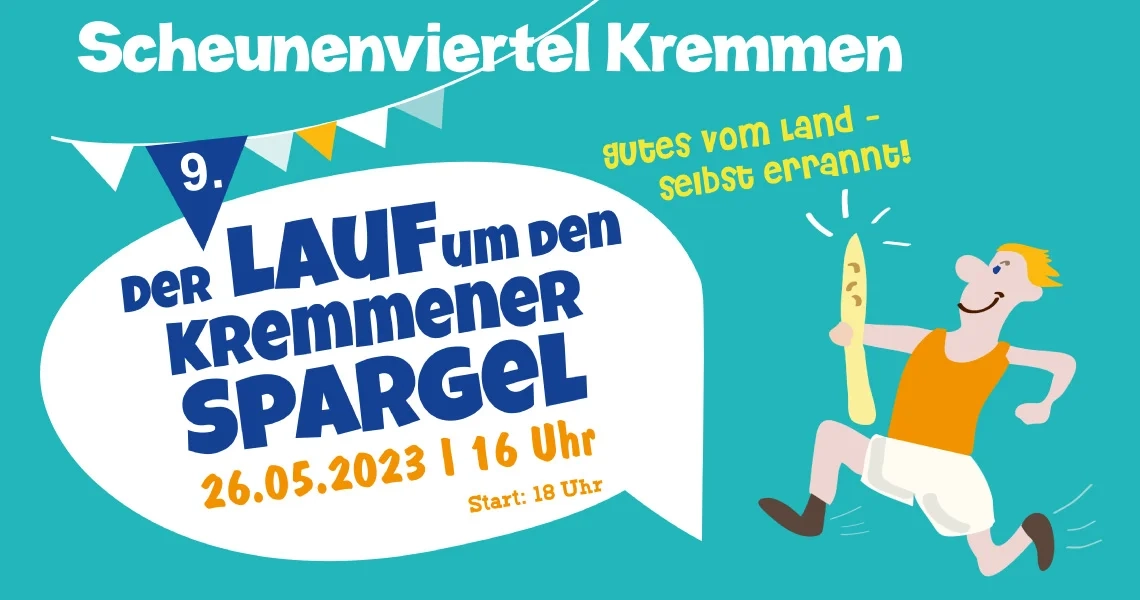 Scheunenviertel Kremmen
gutes vom Land -
selbst errannt!
9.
Der LAUF um den
Kremmener
SPARGEL
26.05.2023 | 16 Uhr
Start: 18 Uhr